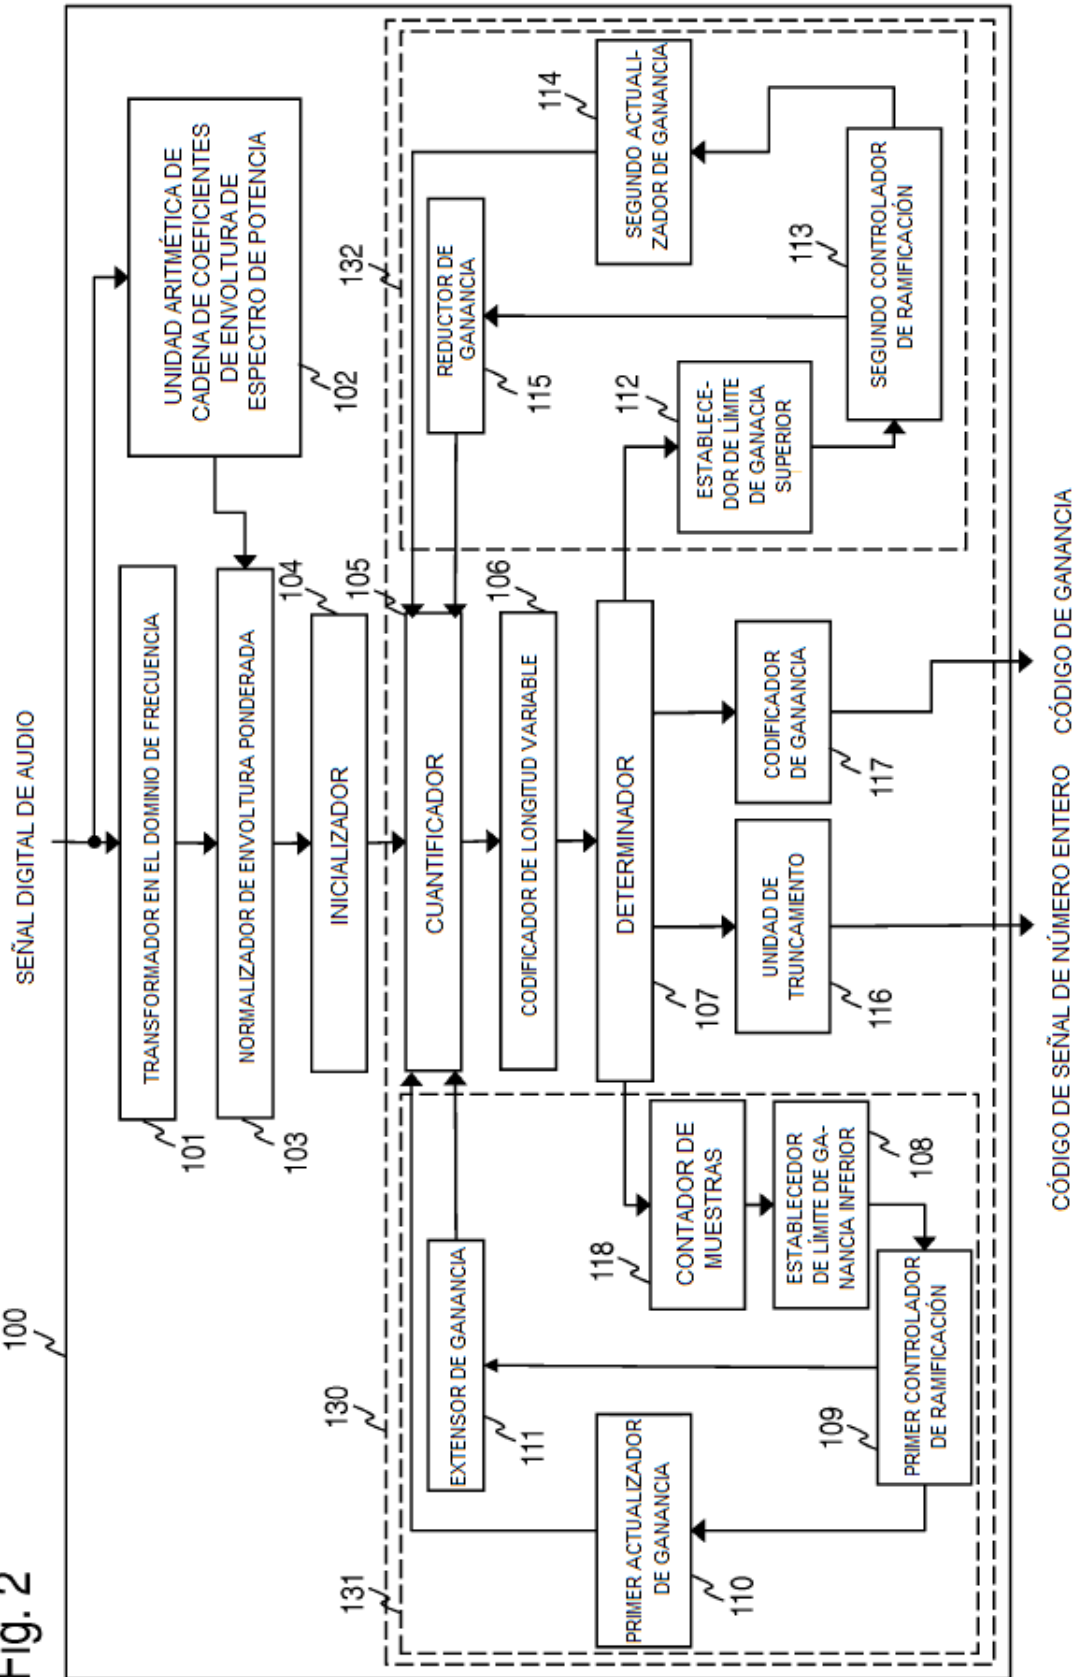 Fig. 2
100
SEÑAL DIGITAL DE AUDIO
101
TRANSFORMADOR EN EL DOMINIO DE FRECUENCIA
UNIDAD ARITMÉTICA DE
CADENA DE COEFICIENTES
DE ENVOLTURA DE
ESPECTRO DE POTENCIA
102
103
NORMALIZADOR DE ENVOLTURA PONDERADA
104
INICIALIZADOR
131
130
105
132
CUANTIFICADOR
EXTENSOR DE GANANCIA
111
REDUCTOR DE
GANANCIA
115
106
CODIFICADOR DE LONGITUD VARIABLE
PRIMER ACTUALIZADOR
DE GANANCIA
110
DETERMINADOR
107
SEGUNDO ACTUALI-
ZADOR DE GANANCIA
114
118
CONTADOR DE
MUESTRAS
112
ESTABLECE-
DOR DE LÍMITE
DE GANACIA
SUPERIOR
UNIDAD DE
TRUNCAMIENTO
116
CODIFICADOR
DE GANANCIA
117
ESTABLECEDOR
DE LÍMITE DE GA-
NANCIA INFERIOR
108
109
PRIMER CONTROLADOR
DE RAMIFICACIÓN
113
SEGUNDO CONTROLADOR
DE RAMIFICACIÓN
CÓDIGO DE SEÑAL DE NÚMERO ENTERO
CÓDIGO DE GANANCIA